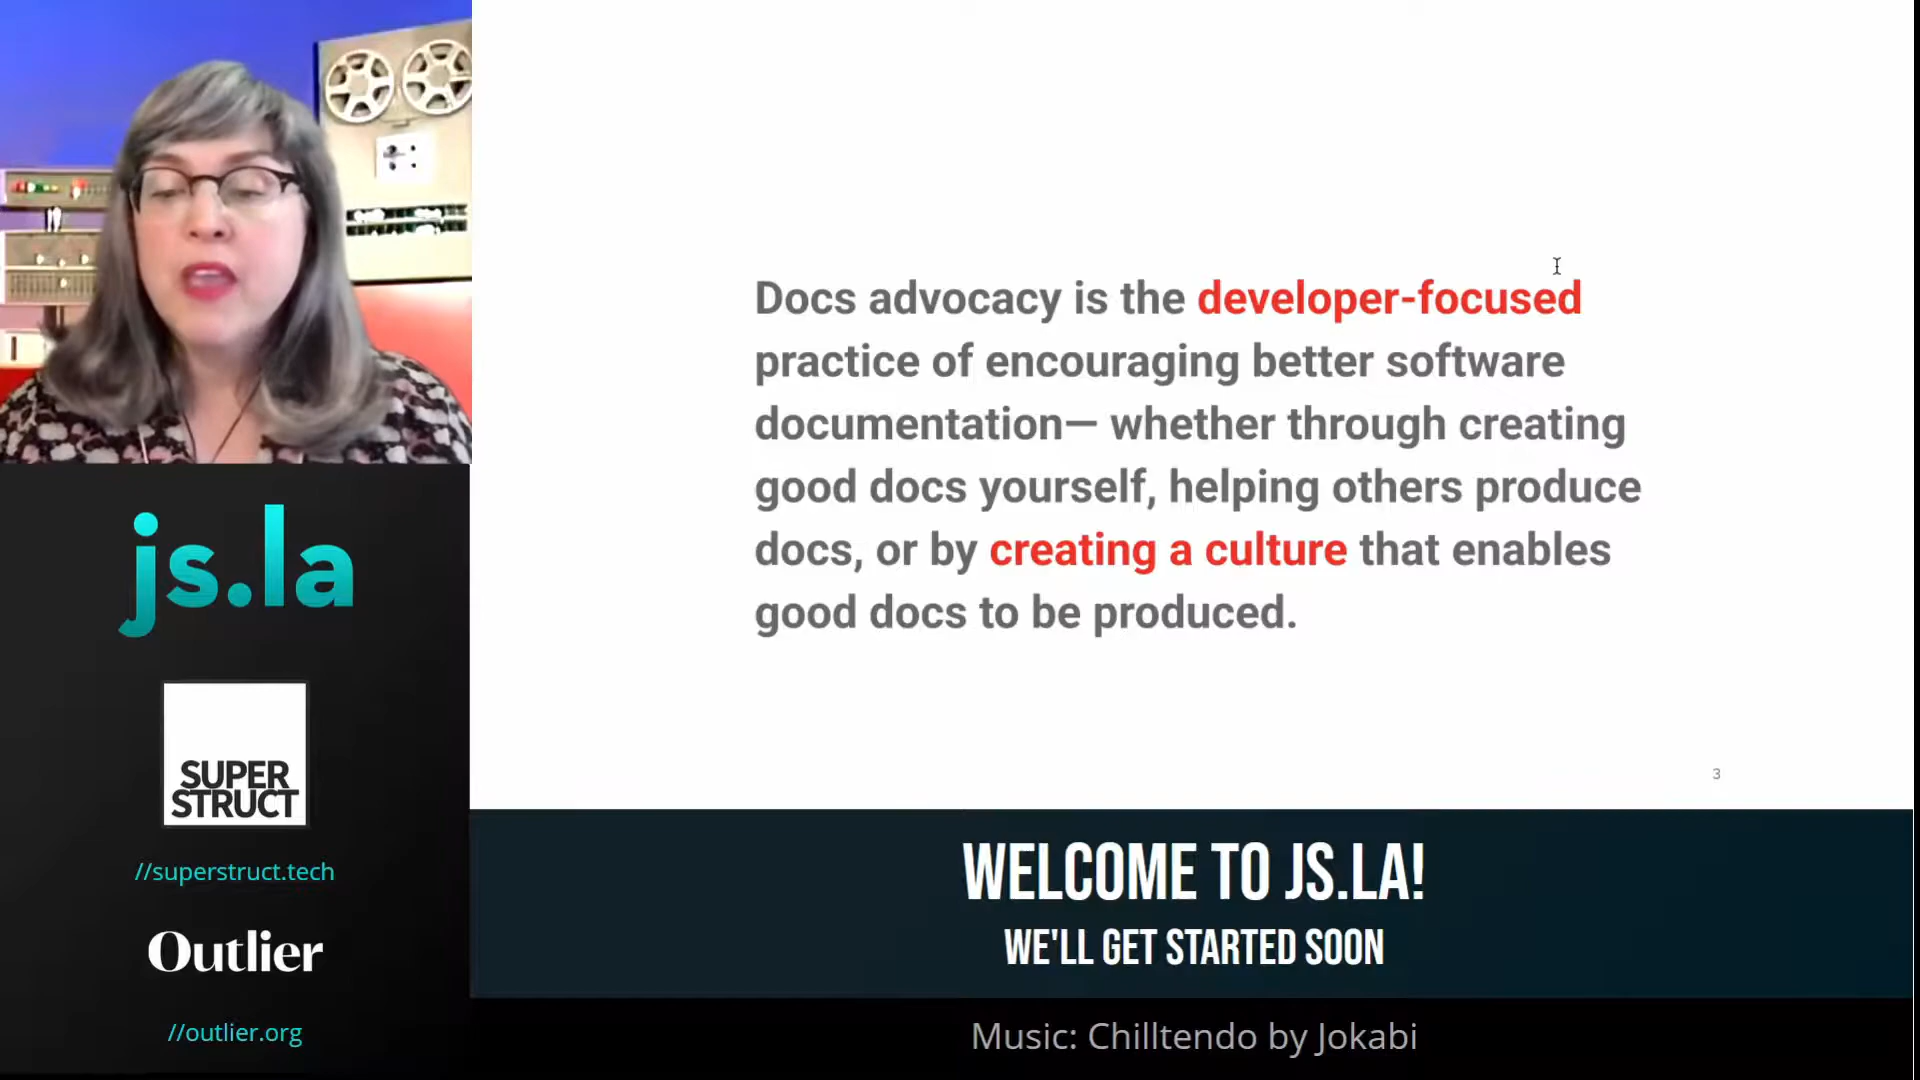 Docs advocacy is the developer-focused
practice of encouraging better software
documentation— whether through creating
good docs yourself, helping others produce
docs, or by creating a culture that enables
good docs to be produced.
3
js.la
SUPER
STRUCT
//superstruct.tech
Outlier
//outlier.org
WELCOME TO JS.LA!
WE'LL GET STARTED SOON
Music: Chilltendo by Jokabi